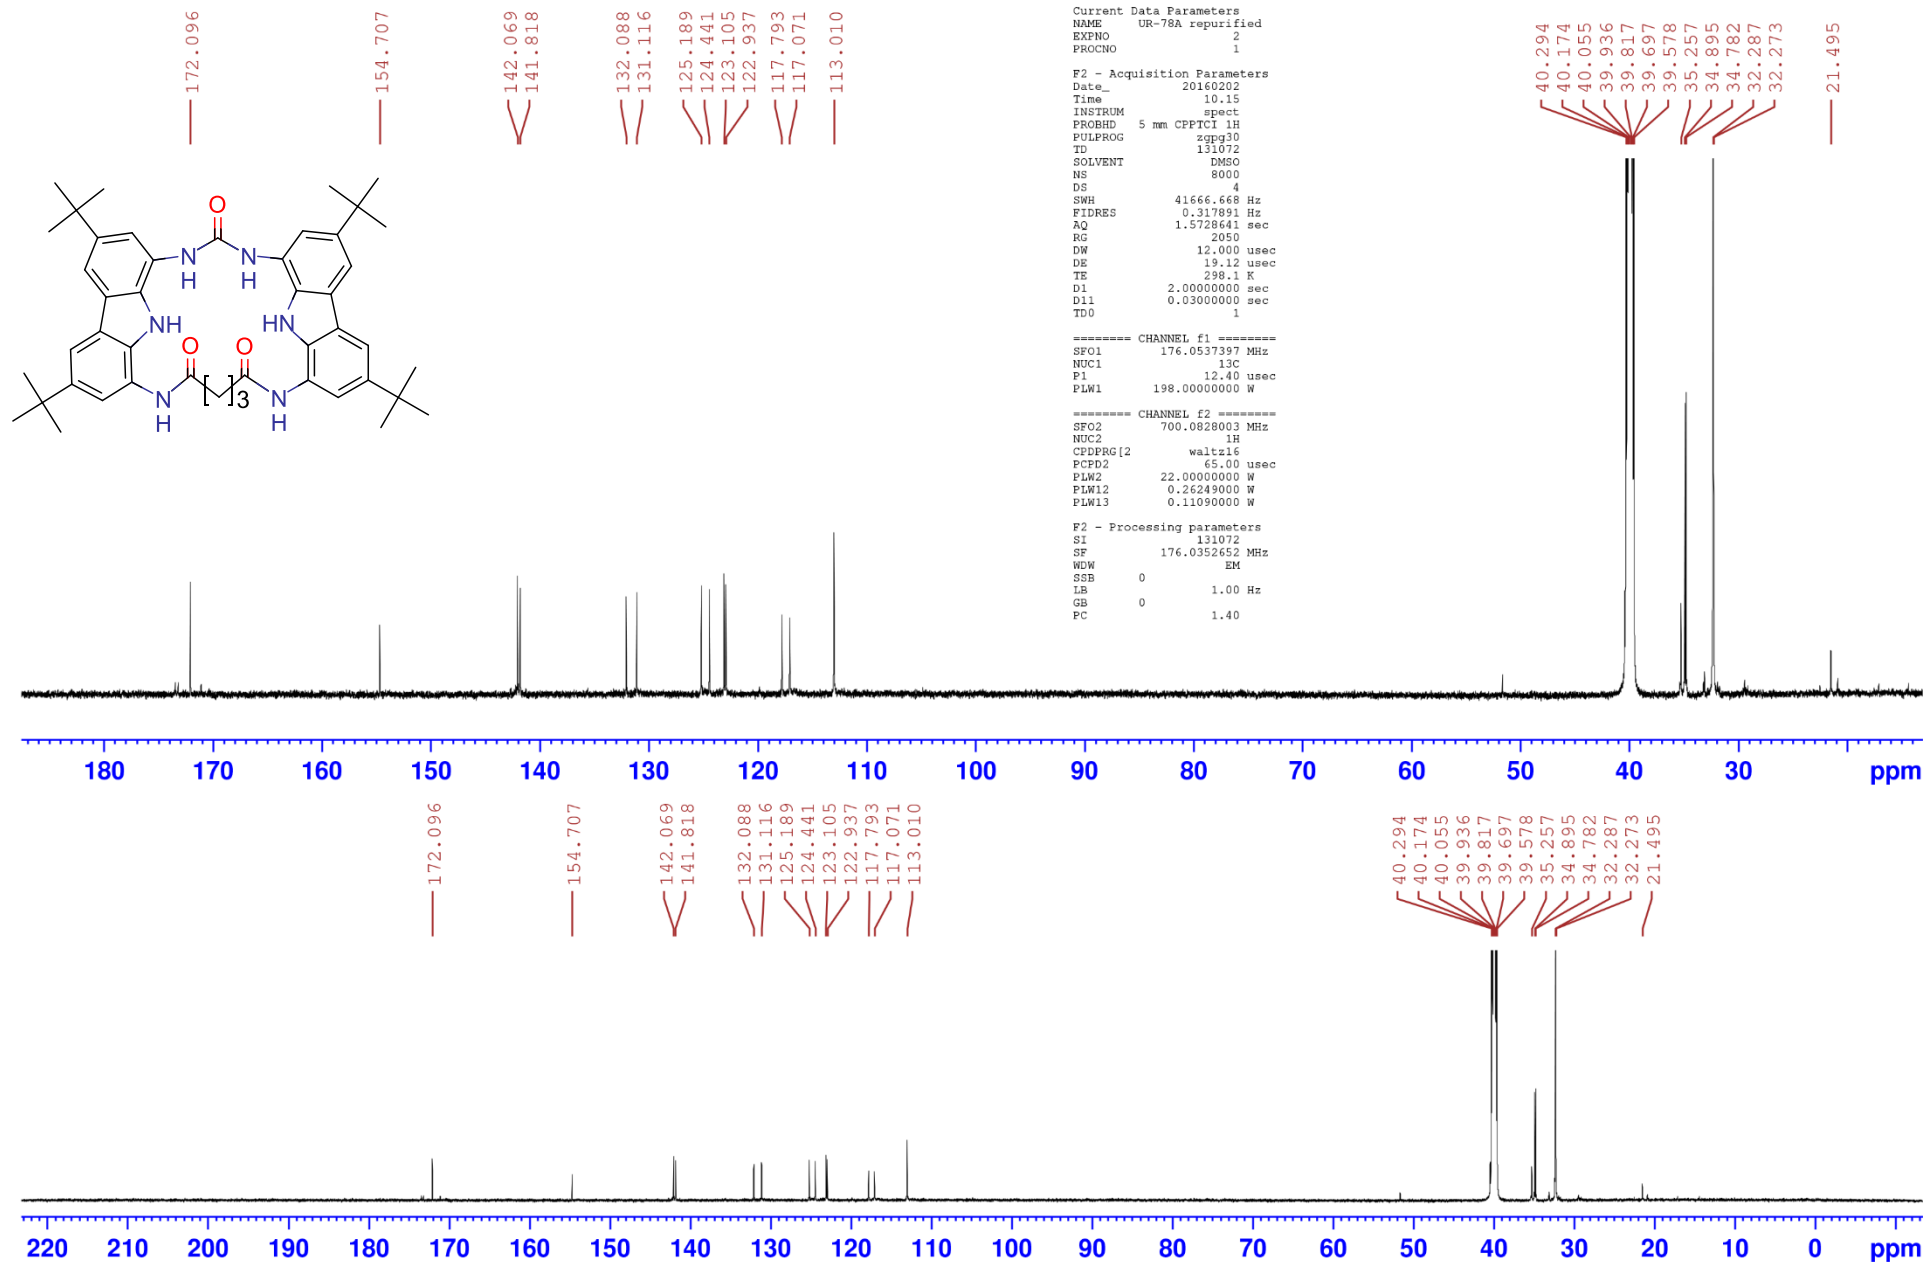 172.096
154.707
142.069
141.818
132.088
131.116
125.189
124.441
123.105
122.937
117.793
117.071
113.010
Current Data Parameters
NAME UR-78A repurified
EXPNO 2
PROCNO 1
F2 - Acquisition Parameters
Date_ 20160202
Time 10.15
INSTRUM spect
PROBHD 5 mm CPPTCI 1H
PULPROG zgpg30
TD 131072
SOLVENT DMSO
NS 8000
DS 4
SWH 41666.668 Hz
FIDRES 0.317891 Hz
AQ 1.5728641 sec
RG 2050
DW 12.000 usec
DE 19.12 usec
TE 298.1 K
D1 2.00000000 sec
D11 0.03000000 sec
TD0 1
======== CHANNEL f1 ========
SFO1 176.0537397 MHz
NUC1 13C
P1 12.40 usec
PLW1 198.00000000 W
======== CHANNEL f2 ========
SFO2 700.0828003 MHz
NUC2 1H
CPDPRG[2 waltz16
PCPD2 65.00 usec
PLW2 22.00000000 W
PLW12 0.26249000 W
PLW13 0.11090000 W
F2 - Processing parameters
SI 131072
SF 176.0352652 MHz
WDW EM
SSB 0
LB 1.00 Hz
GB 0
PC 1.40
40.294
40.174
40.055
39.936
39.817
39.697
39.578
35.257
34.895
34.782
32.287
32.273
21.495
O
NH NH
NH HN
O O
NH [ ]3 NH
180 170 160 150 140 130 120 110 100 90 80 70 60 50 40 30 ppm
172.096
154.707
142.069
141.818
132.088
131.116
125.189
124.441
123.105
122.937
117.793
117.071
113.010
40.294
40.174
40.055
39.936
39.817
39.697
39.578
35.257
34.895
34.782
32.287
32.273
21.495
220 210 200 190 180 170 160 150 140 130 120 110 100 90 80 70 60 50 40 30 20 10 0 ppm